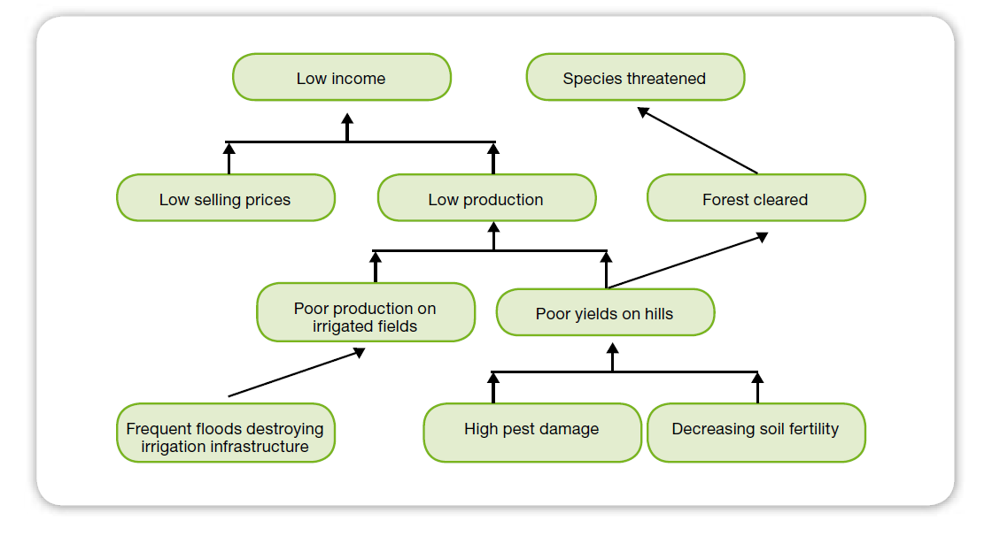 Low income
Species threatened
Low selling prices
Low production
Forest cleared
Poor production on
irrigated fields
Poor yields on hills
Frequent floods destroying
irrigation infrastructure
High pest damage
Decreasing soil fertility